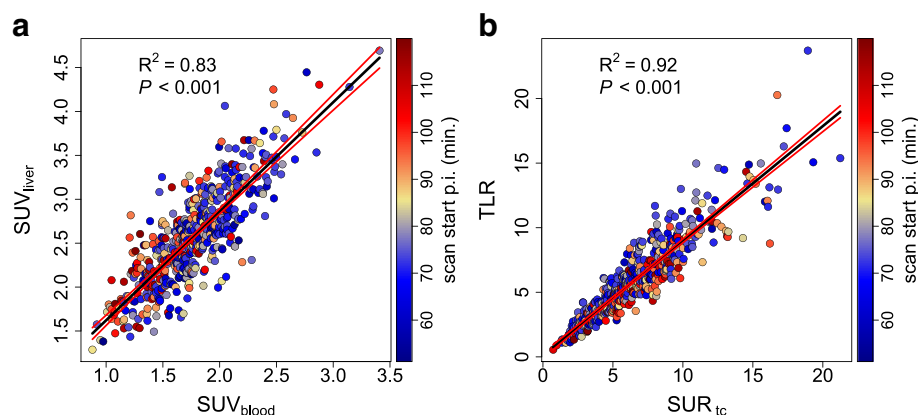 a
R² = 0.83
P < 0.001
SUVliver
1.5 2.0 2.5 3.0 3.5 4.0 4.5
1.0 1.5 2.0 2.5 3.0 3.5
SUVblood
60 70 80 90 100 110
scan start p.i. (min.)
b
R² = 0.92
P < 0.001
TLR
0 5 10 15 20
0 5 10 15 20
SURtc
60 70 80 90 100 110
scan start p.i. (min.)